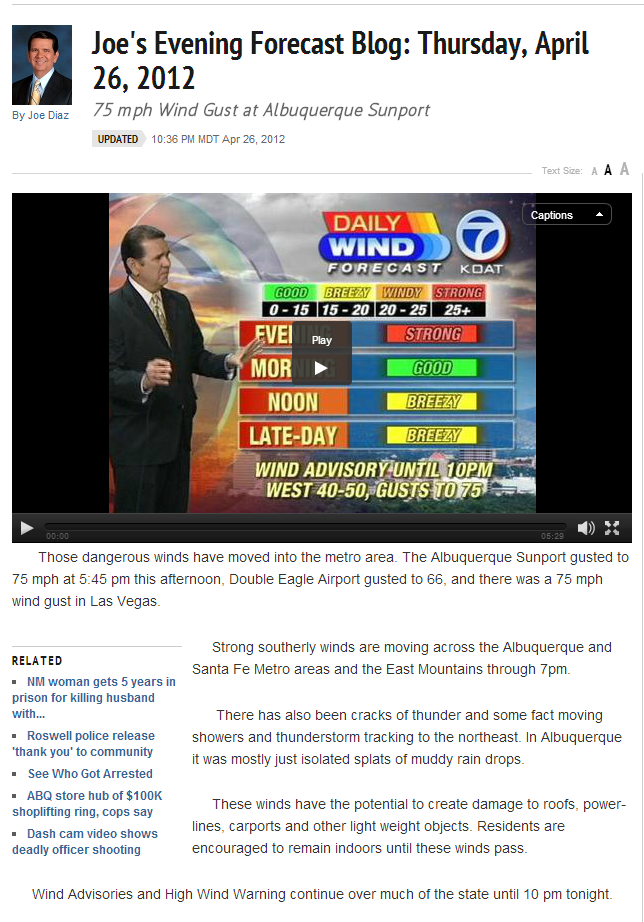 Joe's Evening Forecast Blog: Thursday, April
26, 2012
75 mph Wind Gust at Albuquerque Sunport
By Joe Diaz
UPDATED 10:36 PM MDT Apr 26, 2012
Text Size: A A A
Captions
DAILY
WIND
FORECAST
7
KOAT
GOOD BREEZY WINDY STRONG
0 - 15 15 - 20 20 - 25 25+
EVENING STRONG
Play
MORNING GOOD
NOON BREEZY
LATE-DAY BREEZY
WIND ADVISORY UNTIL 10PM
WEST 40-50, GUSTS TO 75
00:00 05:29
Those dangerous winds have moved into the metro area. The Albuquerque Sunport gusted to
75 mph at 5:45 pm this afternoon, Double Eagle Airport gusted to 66, and there was a 75 mph
wind gust in Las Vegas.
RELATED
NM woman gets 5 years in
prison for killing husband
with...
Roswell police release
'thank you' to community
See Who Got Arrested
ABQ store hub of $100K
shoplifting ring, cops say
Dash cam video shows
deadly officer shooting
Strong southerly winds are moving across the Albuquerque and
Santa Fe Metro areas and the East Mountains through 7pm.
There has also been cracks of thunder and some fact moving
showers and thunderstorm tracking to the northeast. In Albuquerque
it was mostly just isolated splats of muddy rain drops.
These winds have the potential to create damage to roofs, power-
lines, carports and other light weight objects. Residents are
encouraged to remain indoors until these winds pass.
Wind Advisories and High Wind Warning continue over much of the state until 10 pm tonight.